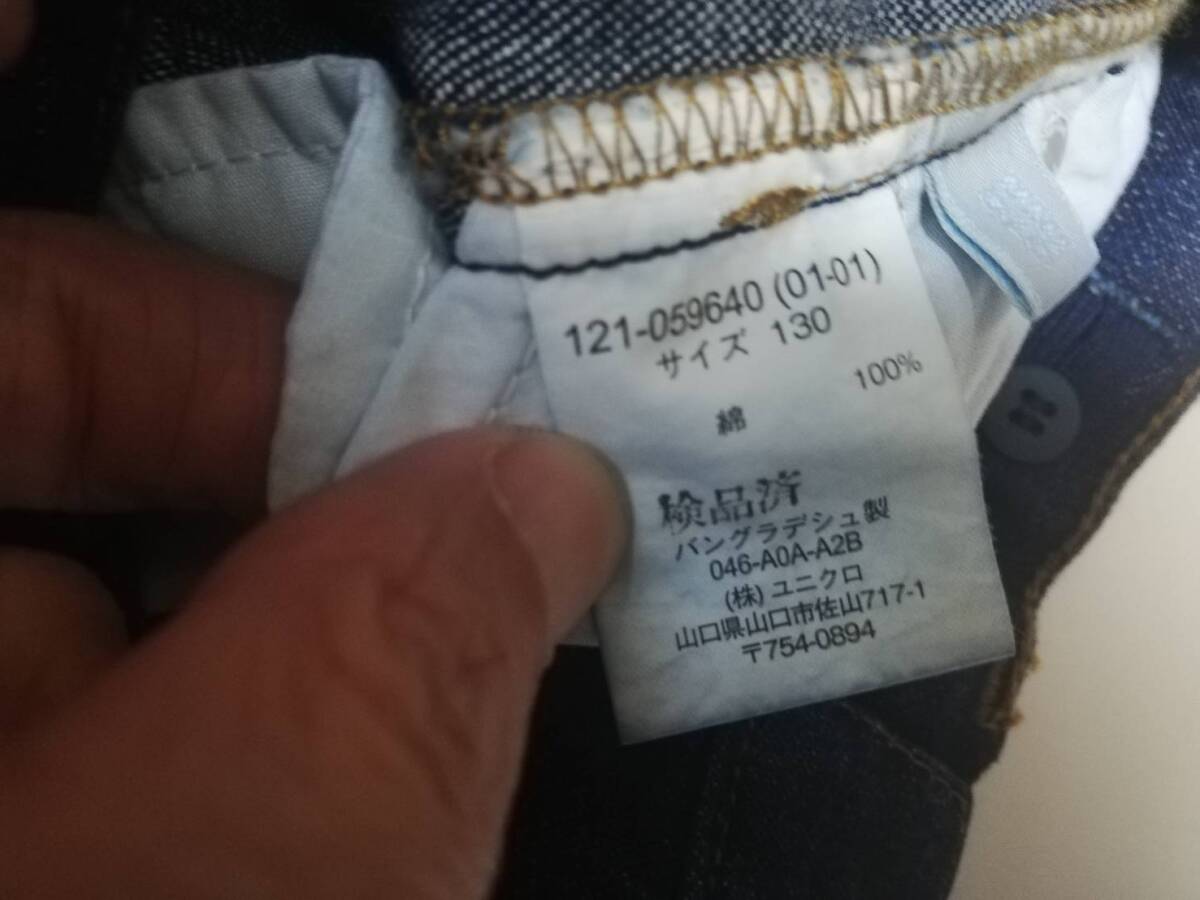 121-059640 (01-01)
サイズ 130
綿 100%
検品済
バングラデシュ製
046-A0A-A2B
(株) ユニクロ
山口県山口市佐山717-1
〒754-0894